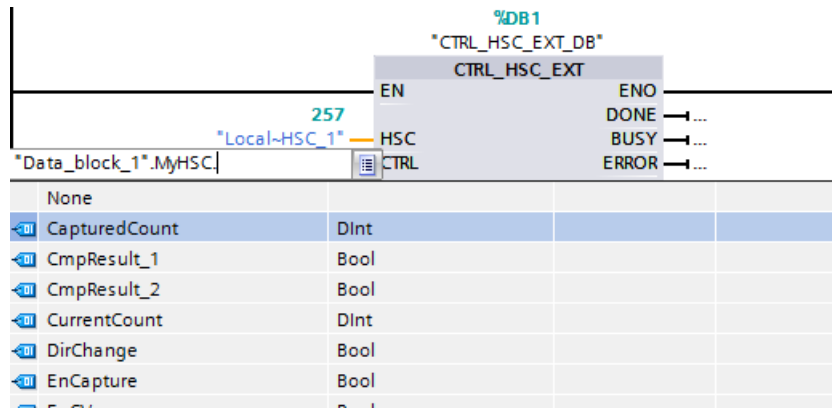 %DB1
"CTRL_HSC_EXT_DB"
CTRL_HSC_EXT
EN ENO
257 DONE ...
"Local~HSC_1" HSC BUSY ...
"Data_block_1".MyHSC. CTRL ERROR ...
None
CapturedCount DInt
CmpResult_1 Bool
CmpResult_2 Bool
CurrentCount DInt
DirChange Bool
EnCapture Bool